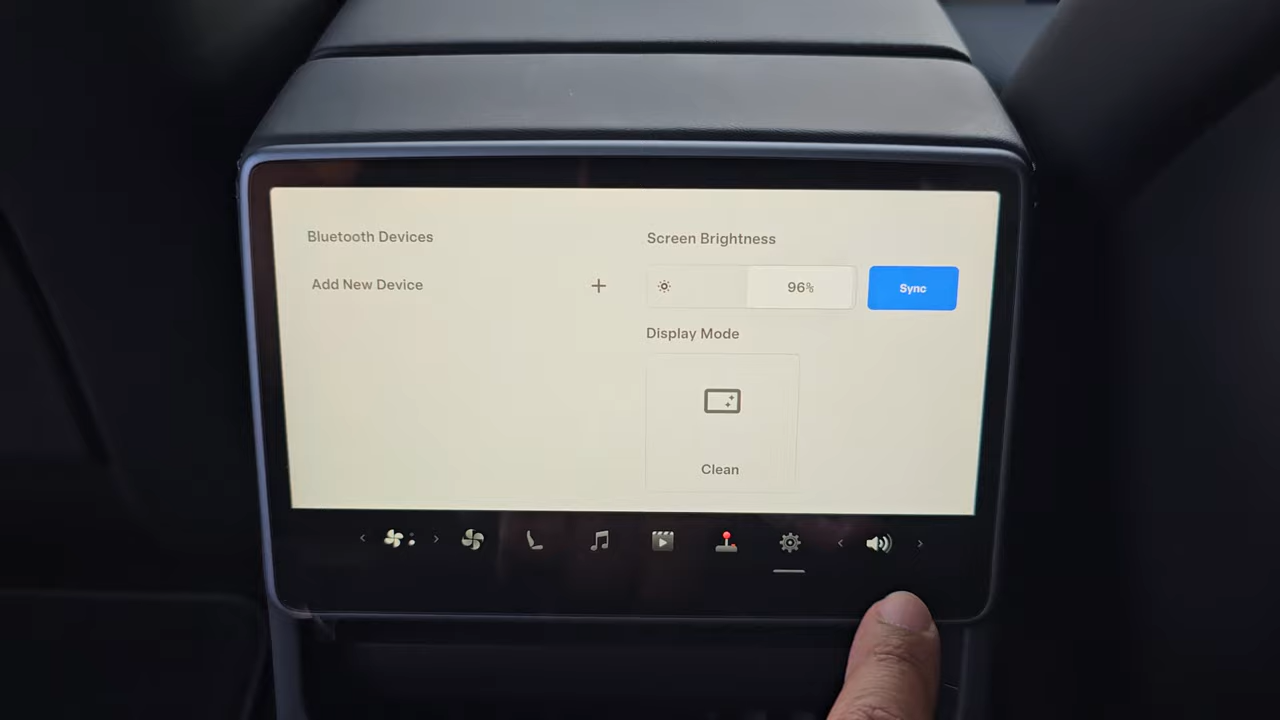 Bluetooth Devices
Add New Device
Screen Brightness
96%
Sync
Display Mode
Clean